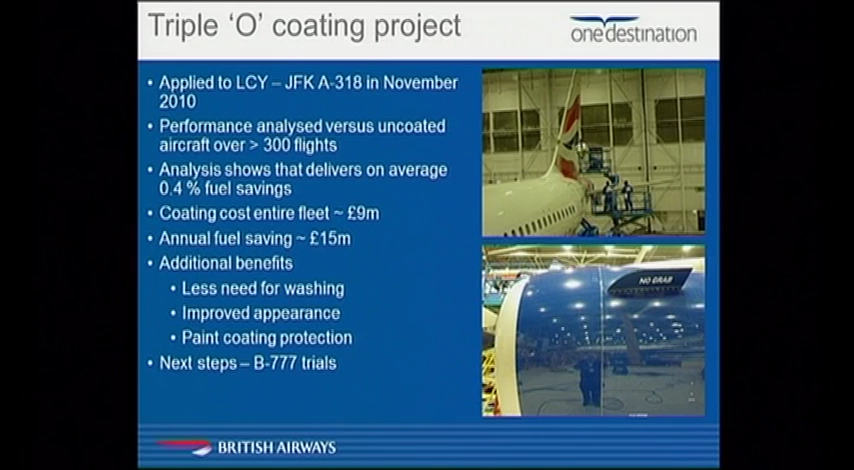 Triple ‘O’ coating project
onedestination
• Applied to LCY – JFK A-318 in November
2010
• Performance analysed versus uncoated
aircraft over > 300 flights
• Analysis shows that delivers on average
0.4 % fuel savings
• Coating cost entire fleet ~ £9m
• Annual fuel saving ~ £15m
• Additional benefits
• Less need for washing
• Improved appearance
• Paint coating protection
• Next steps – B-777 trials
NO GRAB
BRITISH AIRWAYS